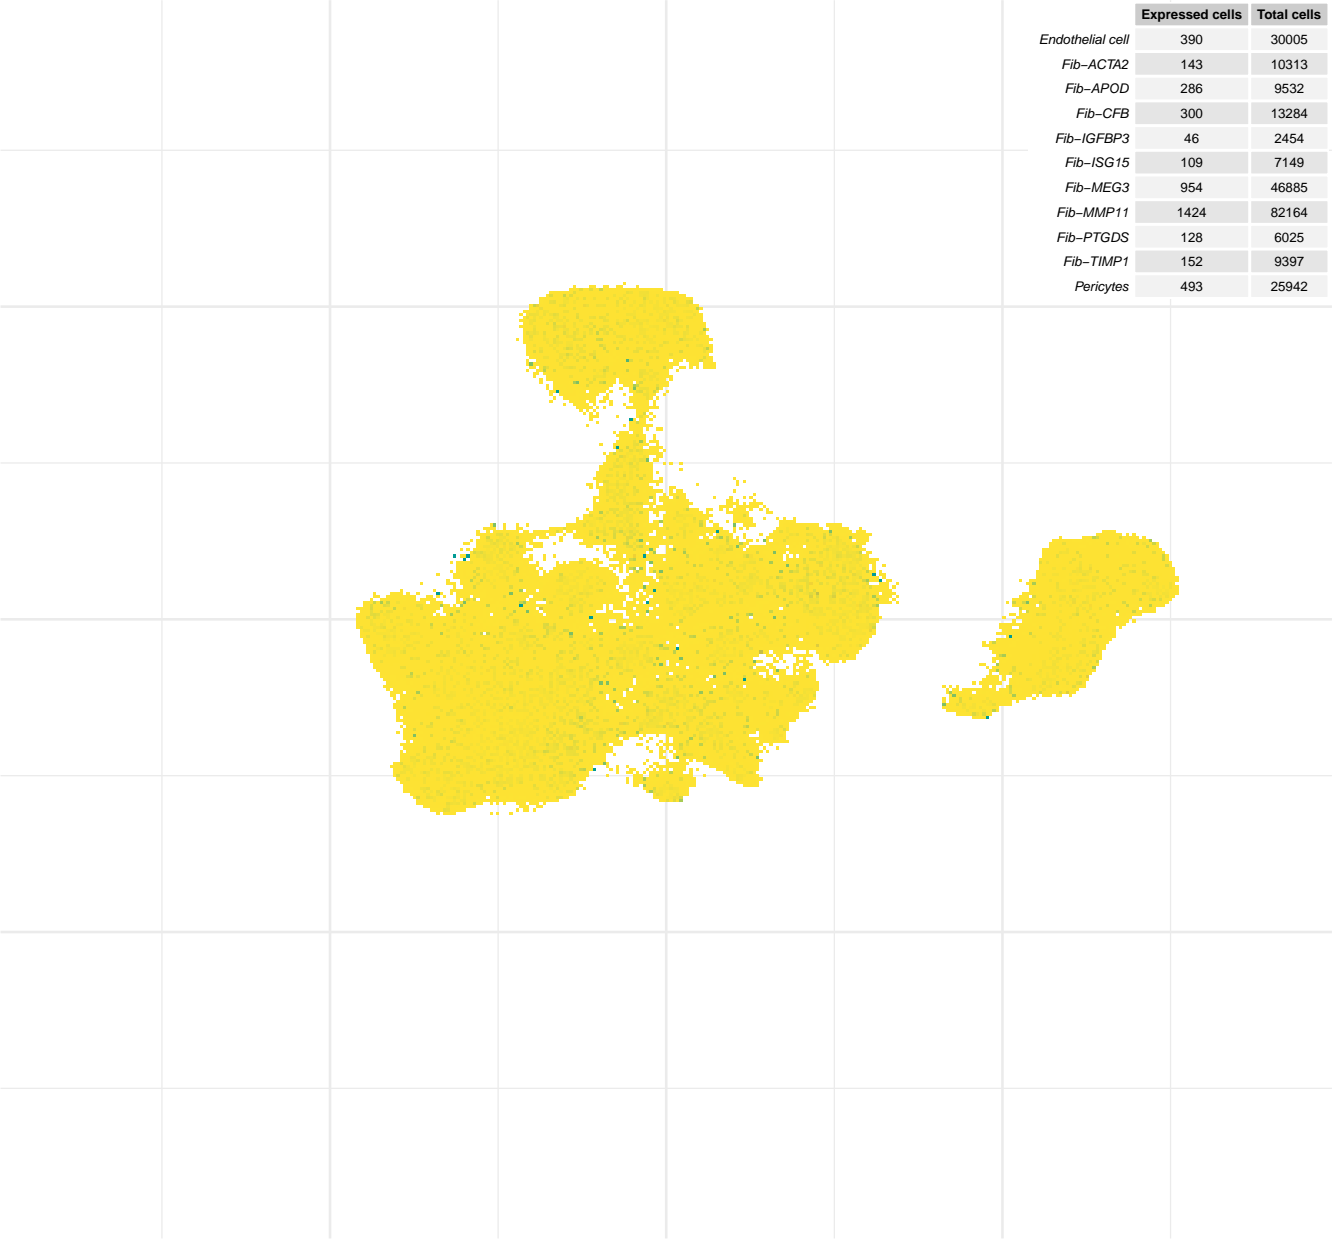 Expressed cells Total cells
Endothelial cell 390 30005
Fib−ACTA2 143 10313
Fib−APOD 286 9532
Fib−CFB 300 13284
Fib−IGFBP3 46 2454
Fib−ISG15 109 7149
Fib−MEG3 954 46885
Fib−MMP11 1424 82164
Fib−PTGDS 128 6025
Fib−TIMP1 152 9397
Pericytes 493 25942